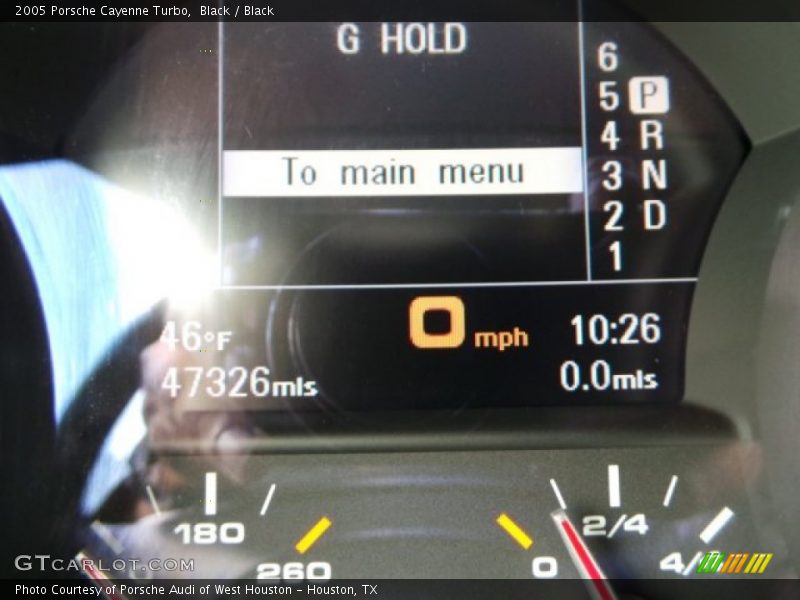 2005 Porsche Cayenne Turbo,  Black / Black
G HOLD
6
5 P
4 R
To main menu
3 N
2 D
1
0 mph
46°F
10:26
47326mls
0.0mls
180
260
0
2/4
4/
GTCARLOT.COM
Photo Courtesy of Porsche Audi of West Houston - Houston, TX